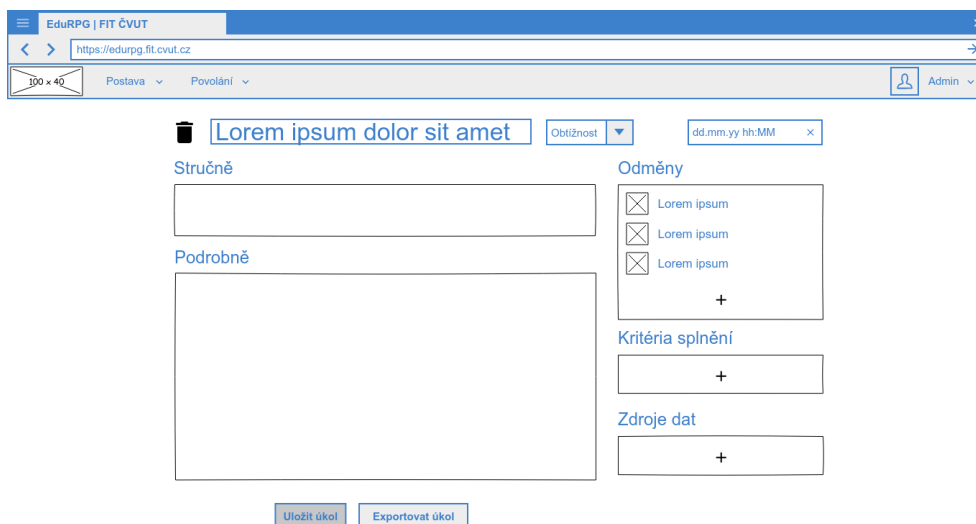 EduRPG | FIT ČVUT
https://edurpg.fit.cvut.cz
100 × 40 Postava Povolání Admin
Lorem ipsum dolor sit amet Obtížnost dd.mm.yy hh:MM ×
Stručně Odměny
Lorem ipsum
Lorem ipsum
Podrobně Lorem ipsum
+
Kritéria splnění
+
Zdroje dat
+
Uložit úkol Exportovat úkol